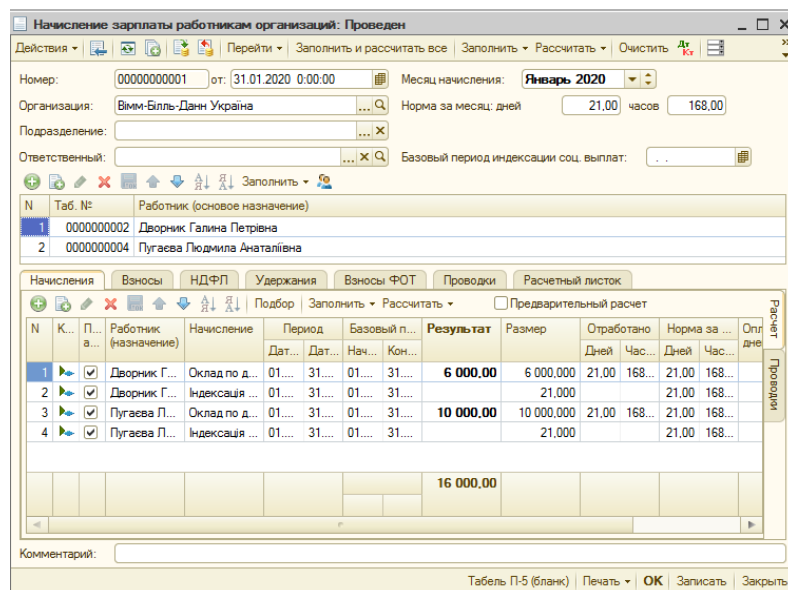 Начисление зарплаты работникам организаций: Проведен
Действия Перейти Заполнить и рассчитать все Заполнить Рассчитать Очистить Дт Кт »
Номер: 00000000001 от: 31.01.2020 0:00:00 Месяц начисления: Январь 2020
Организация: Вімм-Білль-Данн Україна ... Норма за месяц: дней 21,00 часов 168,00
Подразделение: ... x
Ответственный: ... x Базовый период индексации соц. выплат: . .
Заполнить
N Таб. № Работник (основое назначение)
1 0000000002 Дворник Галина Петрівна
2 0000000004 Пугаєва Людмила Анаталіївна
Начисления Взносы НДФЛ Удержания Взносы ФОТ Проводки Расчетный листок
Подбор Заполнить Рассчитать Предварительный расчет
N К... П... а... Работник (назначение) Начисление Период Базовый п... Результат Размер Отработано Норма за ... Опл дне
Дат... Дат... Нач... Кон... Дней Час... Дней Час...
1 Дворник Г... Оклад по д... 01.... 31.... 01.... 31.... 6 000,00 6 000,000 21,00 168... 21,00 168...
2 Дворник Г... Індексація ... 01.... 31.... 01.... 31.... 21,000 21,00 168...
3 Пугаєва Л... Оклад по д... 01.... 31.... 01.... 31.... 10 000,00 10 000,000 21,00 168... 21,00 168...
4 Пугаєва Л... Індексація ... 01.... 31.... 01.... 31.... 21,000 21,00 168...
16 000,00
Расчет
Проводки
Комментарий:
Табель П-5 (бланк) Печать OK Записать Закрыть